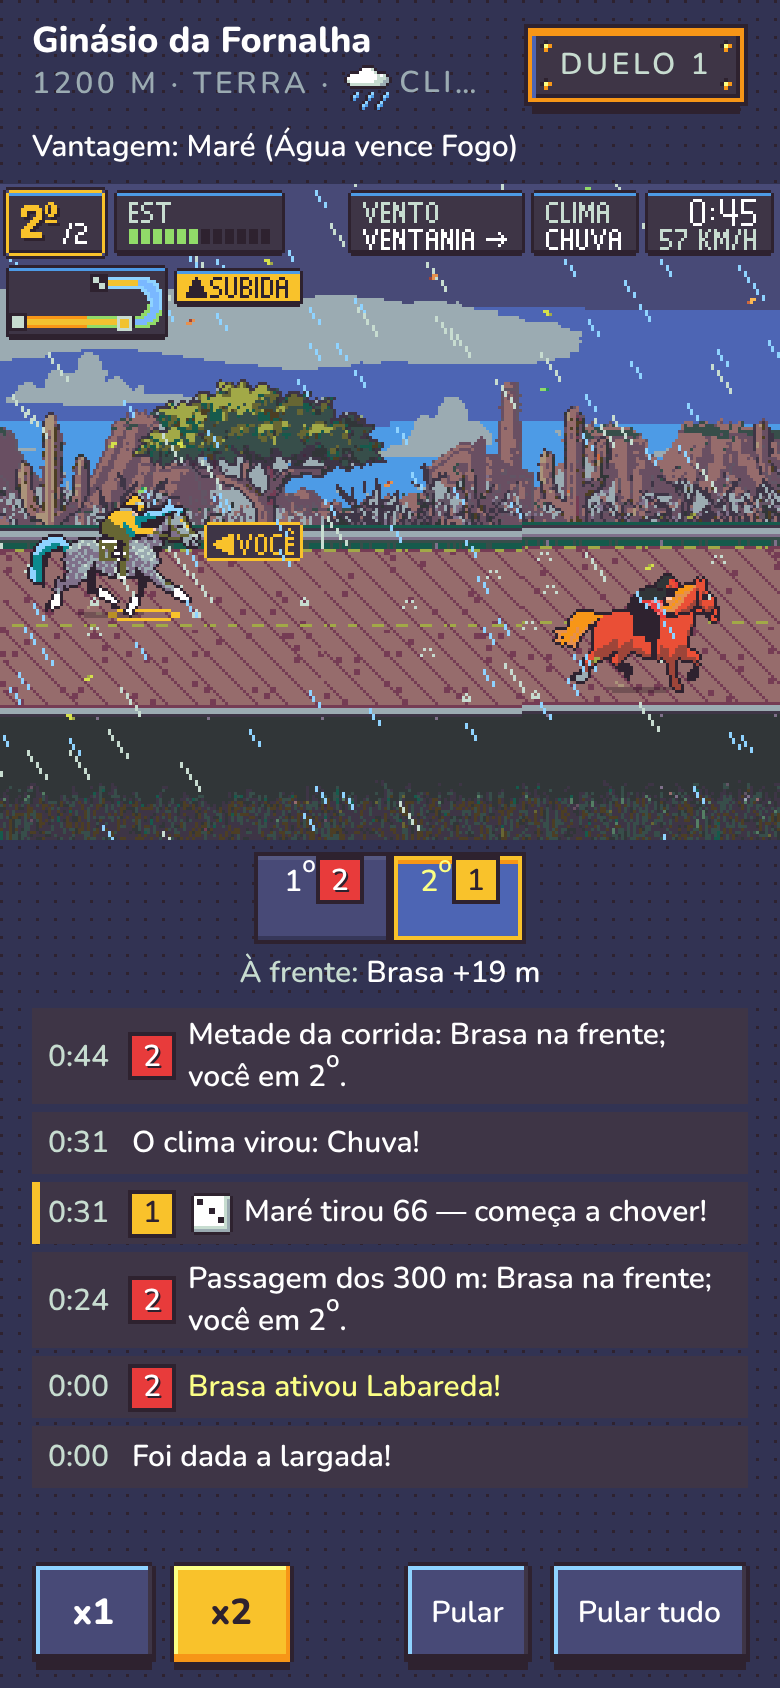 Ginásio da Fornalha
1200 M · TERRA · CLI...
DUELO 1
Vantagem: Maré (Água vence Fogo)
2º/2
EST
VENTO
VENTANIA →
CLIMA
CHUVA
0:45
57 KM/H
▲SUBIDA
◀VOCÊ
1º 2
2º 1
À frente: Brasa +19 m
0:44 2 Metade da corrida: Brasa na frente;
você em 2º.
0:31 O clima virou: Chuva!
0:31 1 Maré tirou 66 — começa a chover!
0:24 2 Passagem dos 300 m: Brasa na frente;
você em 2º.
0:00 2 Brasa ativou Labareda!
0:00 Foi dada a largada!
x1
x2
Pular
Pular tudo